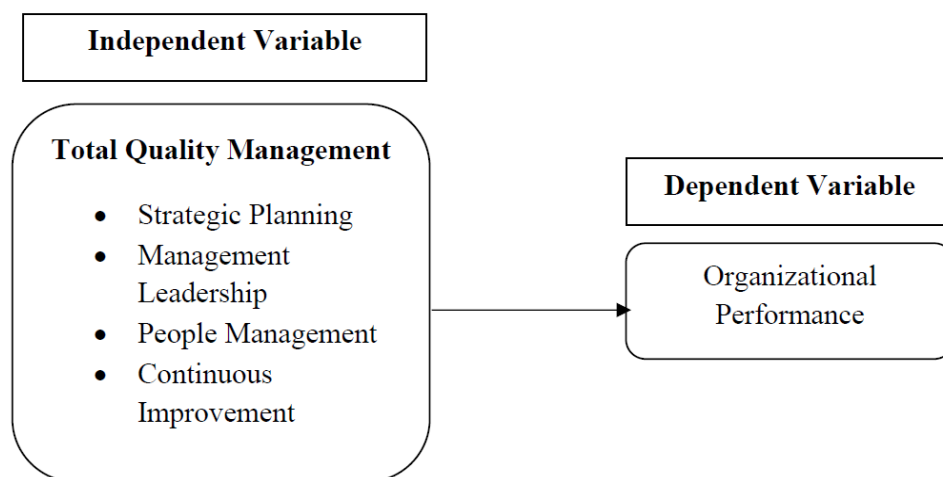 Independent Variable
Total Quality Management
• Strategic Planning
• Management
Leadership
• People Management
• Continuous
Improvement
Dependent Variable
Organizational
Performance